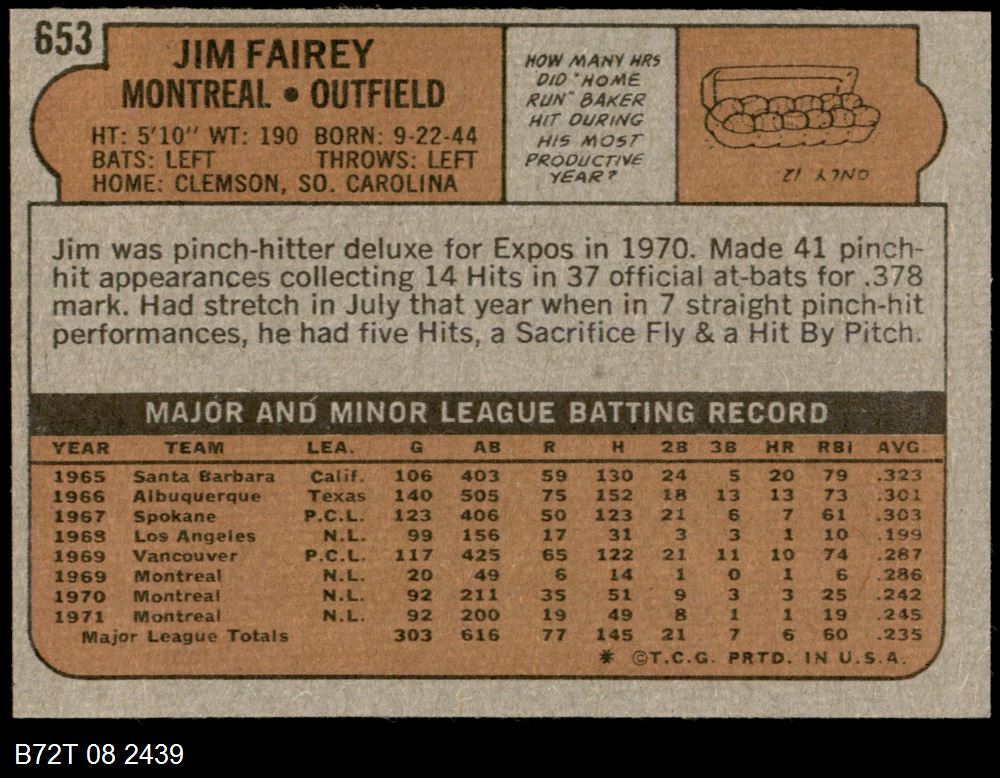 653
JIM FAIREY
MONTREAL • OUTFIELD
HT: 5'10" WT: 190 BORN: 9-22-44
BATS: LEFT THROWS: LEFT
HOME: CLEMSON, SO. CAROLINA
HOW MANY HRS
DID "HOME
RUN" BAKER
HIT DURING
HIS MOST
PRODUCTIVE
YEAR?
ONLY 12
Jim was pinch-hitter deluxe for Expos in 1970. Made 41 pinch-
hit appearances collecting 14 Hits in 37 official at-bats for .378
mark. Had stretch in July that year when in 7 straight pinch-hit
performances, he had five Hits, a Sacrifice Fly & a Hit By Pitch.
MAJOR AND MINOR LEAGUE BATTING RECORD
YEAR TEAM LEA. G AB R H 2B 3B HR RBI AVG.
1965 Santa Barbara Calif. 106 403 59 130 24 5 20 79 .323
1966 Albuquerque Texas 140 505 75 152 18 13 13 73 .301
1967 Spokane P.C.L. 123 406 50 123 21 6 7 61 .303
1968 Los Angeles N.L. 99 156 17 31 3 3 1 10 .199
1969 Vancouver P.C.L. 117 425 65 122 21 11 10 74 .287
1969 Montreal N.L. 20 49 6 14 1 0 1 6 .286
1970 Montreal N.L. 92 211 35 51 9 3 3 25 .242
1971 Montreal N.L. 92 200 19 49 8 1 1 19 .245
Major League Totals 303 616 77 145 21 7 6 60 .235
* ©T.C.G. PRTD. IN U.S.A.
B72T 08 2439